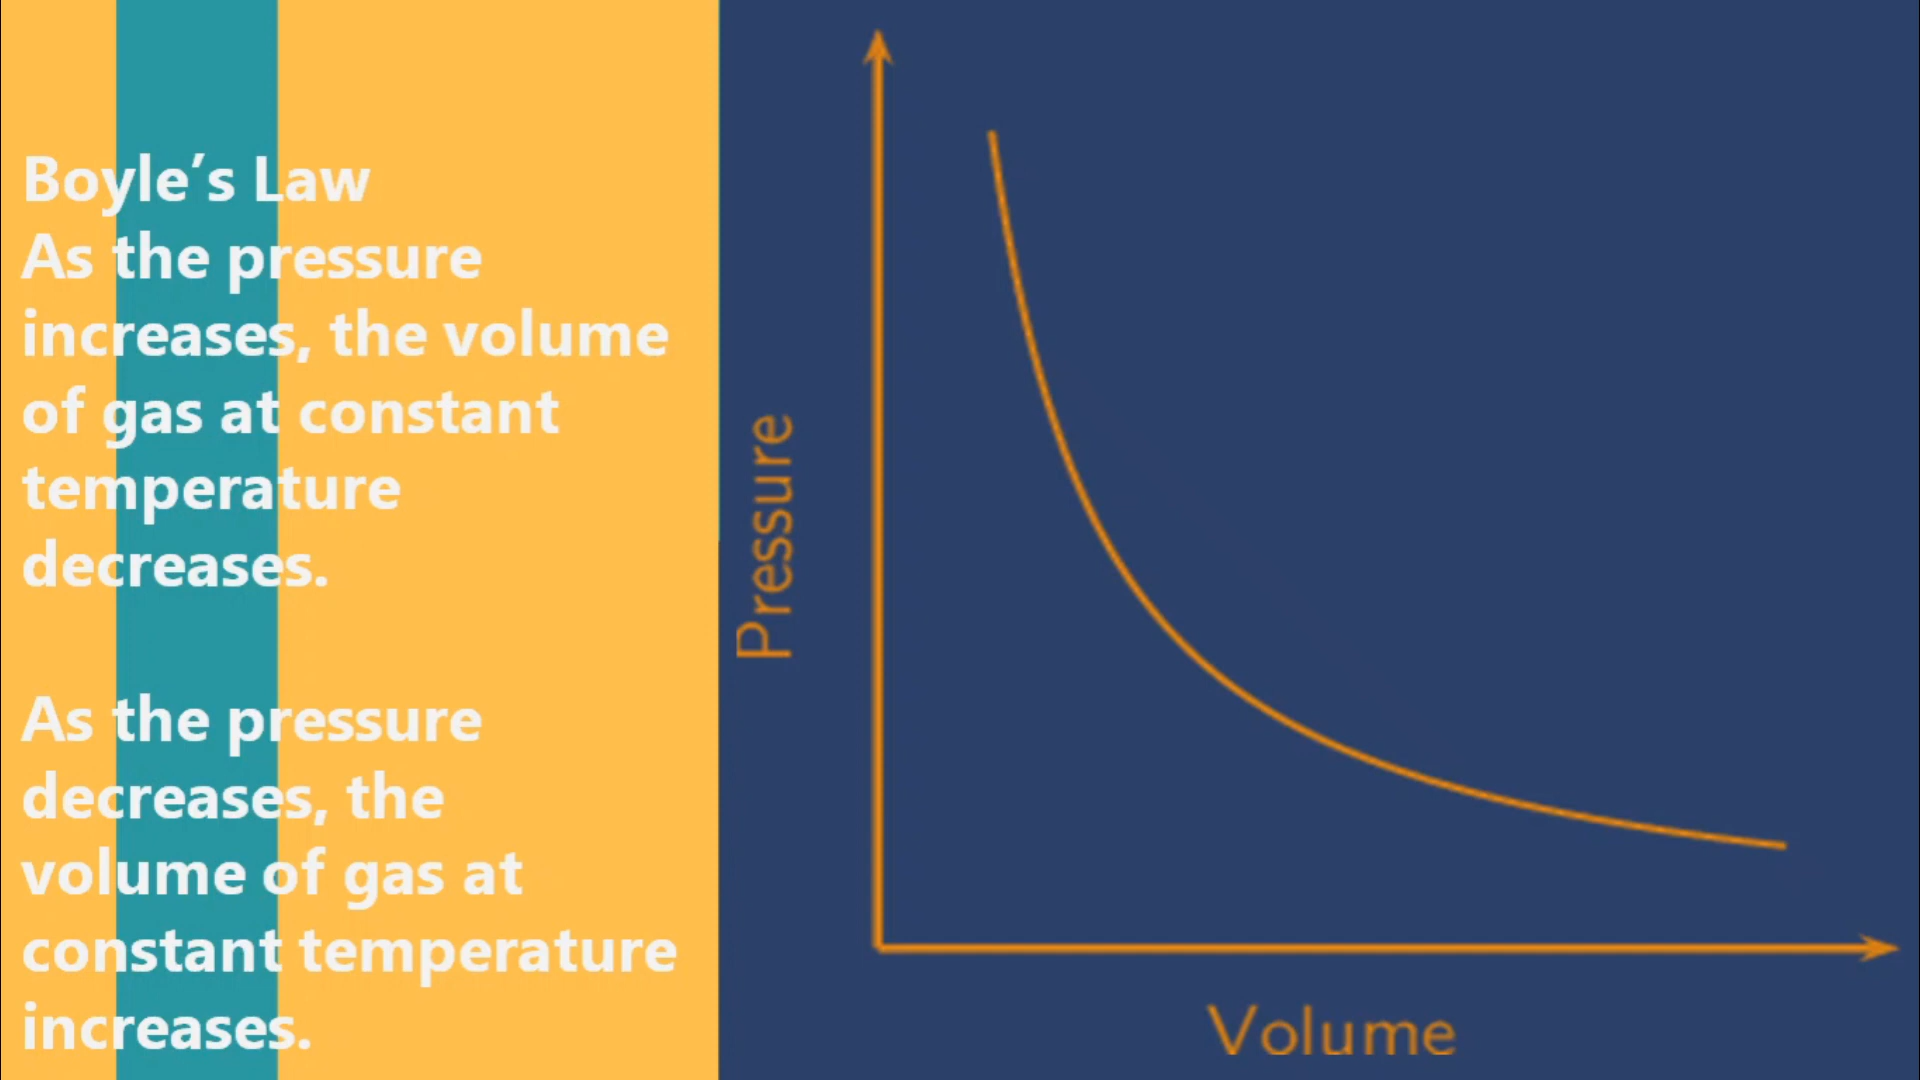 Boyle’s Law
As the pressure
increases, the volume
of gas at constant
temperature
decreases.
As the pressure
decreases, the
volume of gas at
constant temperature
increases.
Pressure
Volume